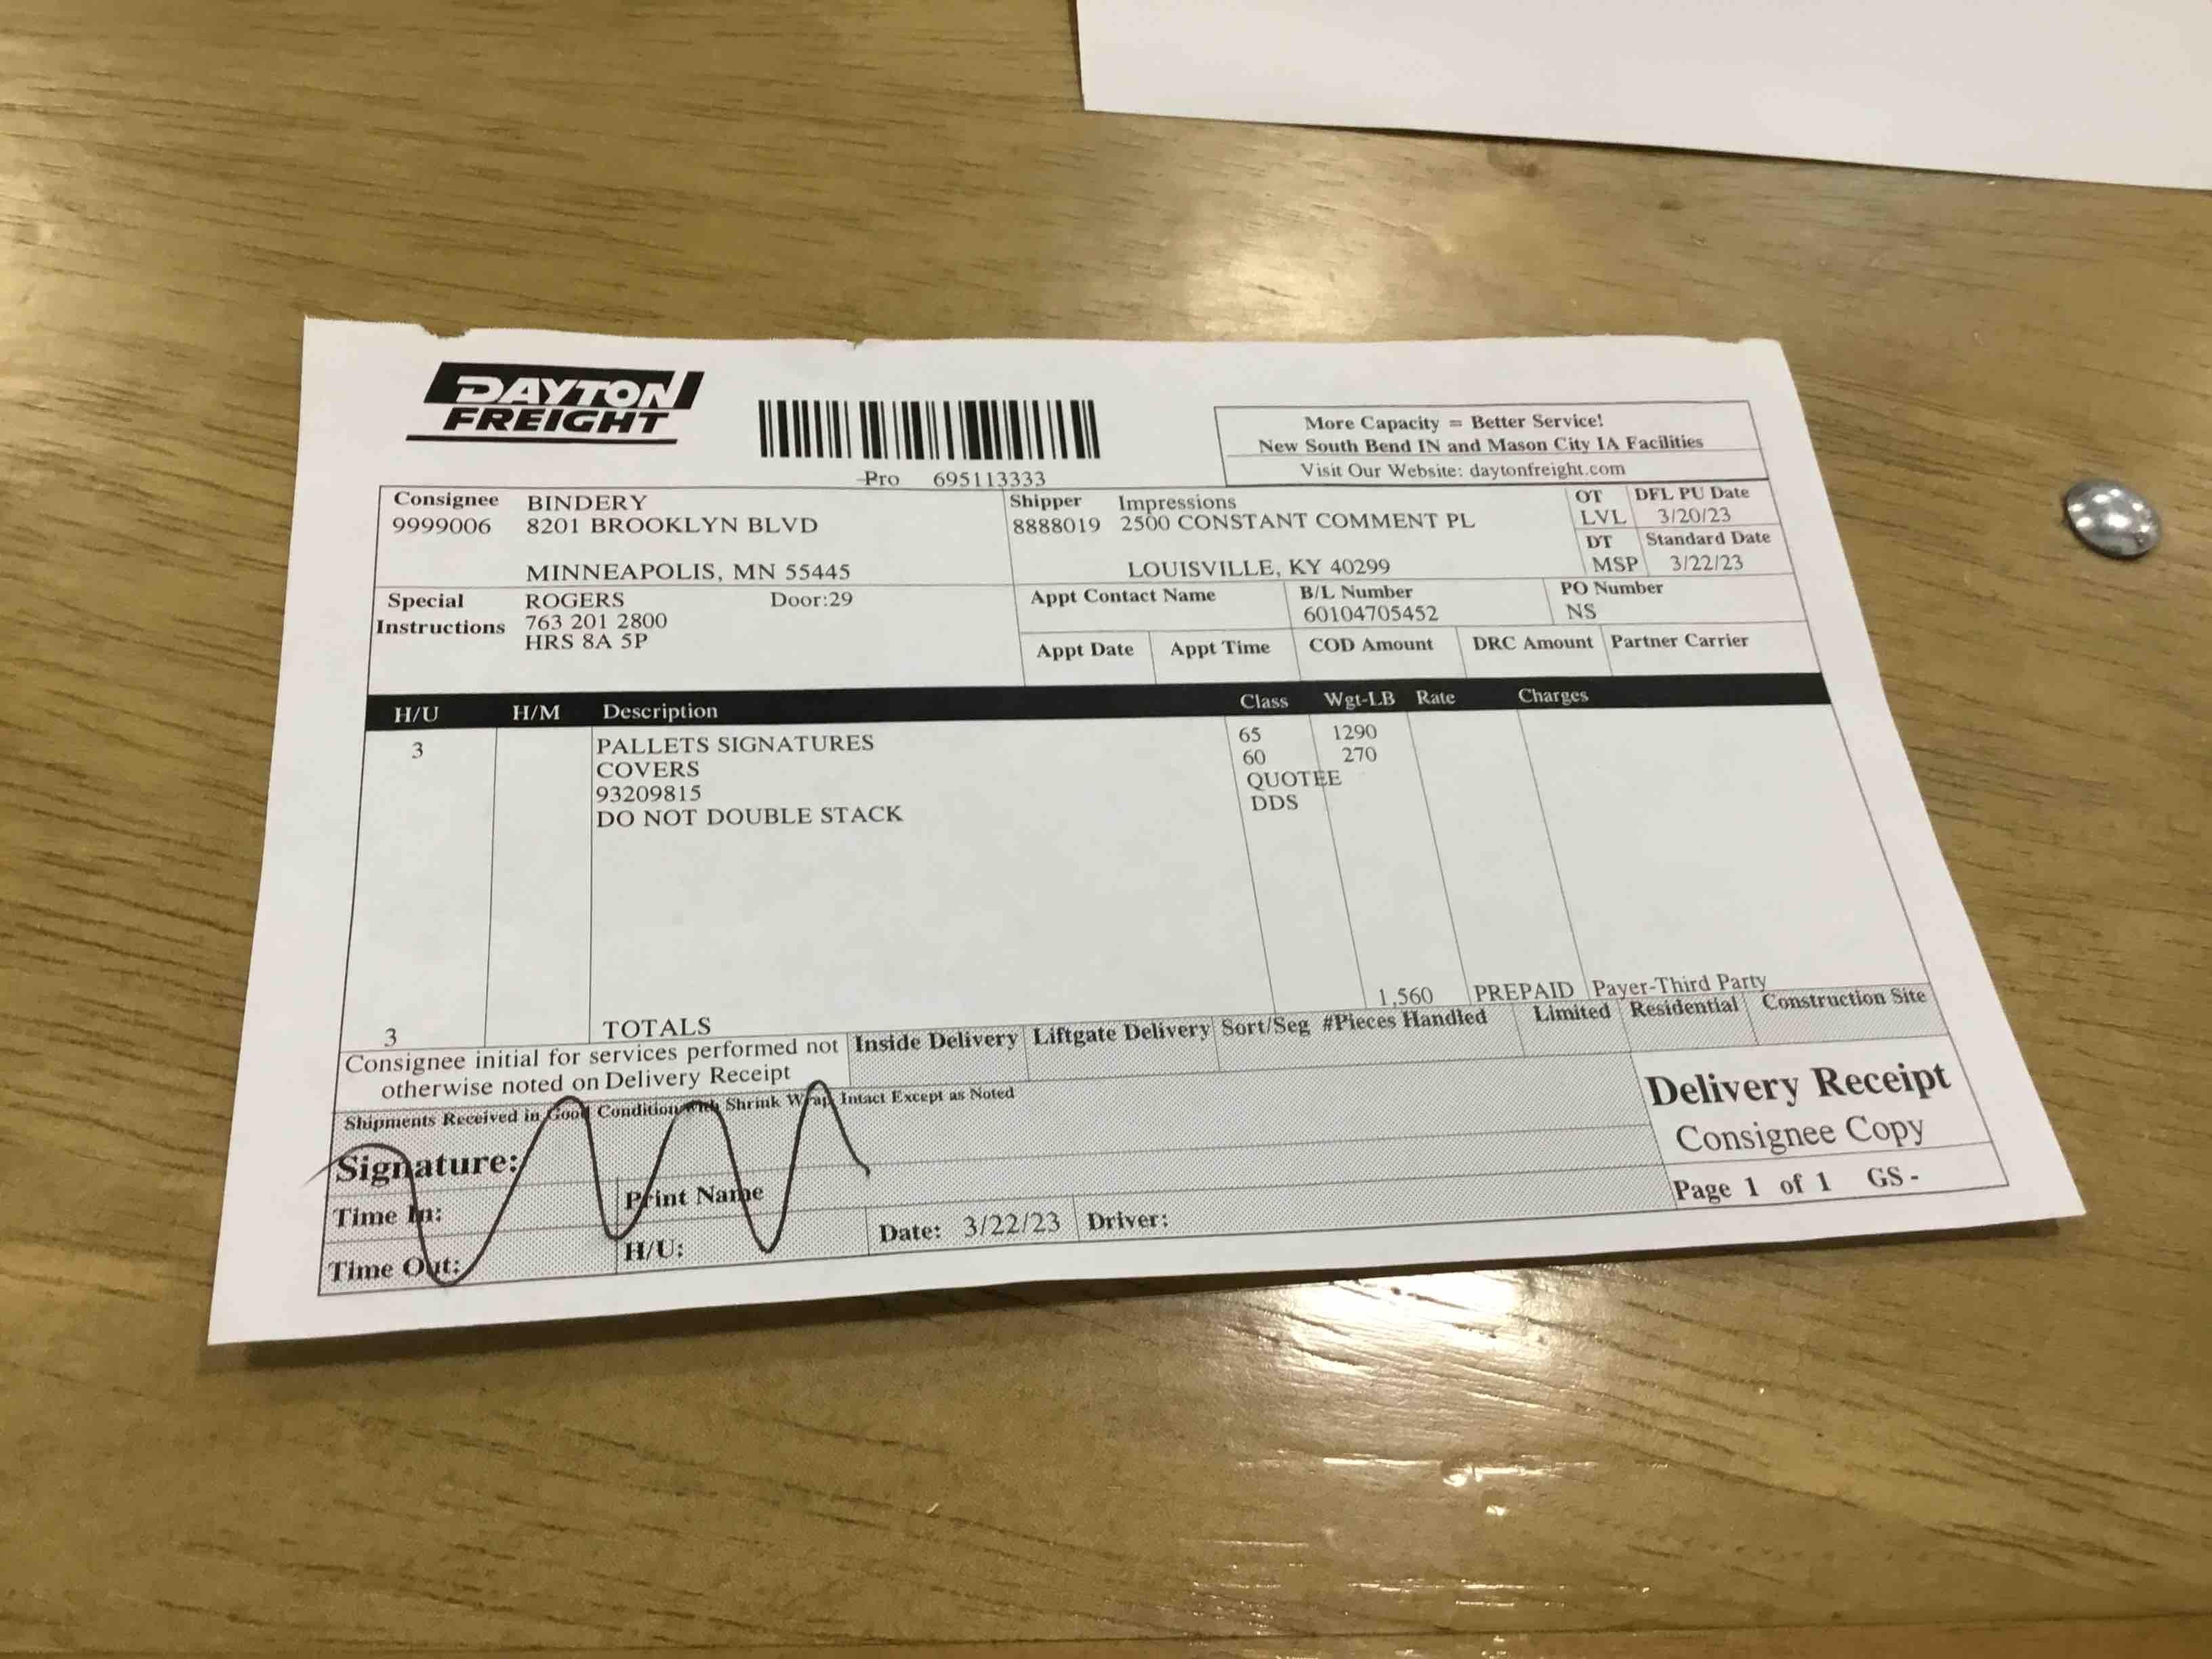 DAYTON
FREIGHT
Pro 695113333
More Capacity = Better Service!
New South Bend IN and Mason City IA Facilities
Visit Our Website: daytonfreight.com
Consignee BINDERY
9999006 8201 BROOKLYN BLVD
MINNEAPOLIS, MN 55445
Shipper Impressions
8888019 2500 CONSTANT COMMENT PL
LOUISVILLE, KY 40299
OT DFL PU Date
LVL 3/20/23
DT Standard Date
MSP 3/22/23
Special Instructions
ROGERS Door:29
763 201 2800
HRS 8A 5P
Appt Contact Name B/L Number PO Number
60104705452 NS
Appt Date Appt Time COD Amount DRC Amount Partner Carrier
H/U H/M Description Class Wgt-LB Rate Charges
3 PALLETS SIGNATURES 65 1290
COVERS 60 270
93209815 QUOTEE
DO NOT DOUBLE STACK DDS
3 TOTALS 1,560 PREPAID Payer-Third Party
Consignee initial for services performed not
otherwise noted on Delivery Receipt
Inside Delivery Liftgate Delivery Sort/Seg #Pieces Handled Limited Residential Construction Site
Shipments Received in Good Condition with Shrink Wrap Intact Except as Noted
Signature:
Time In: Print Name
Time Out: H/U: Date: 3/22/23 Driver:
Delivery Receipt
Consignee Copy
Page 1 of 1 GS -